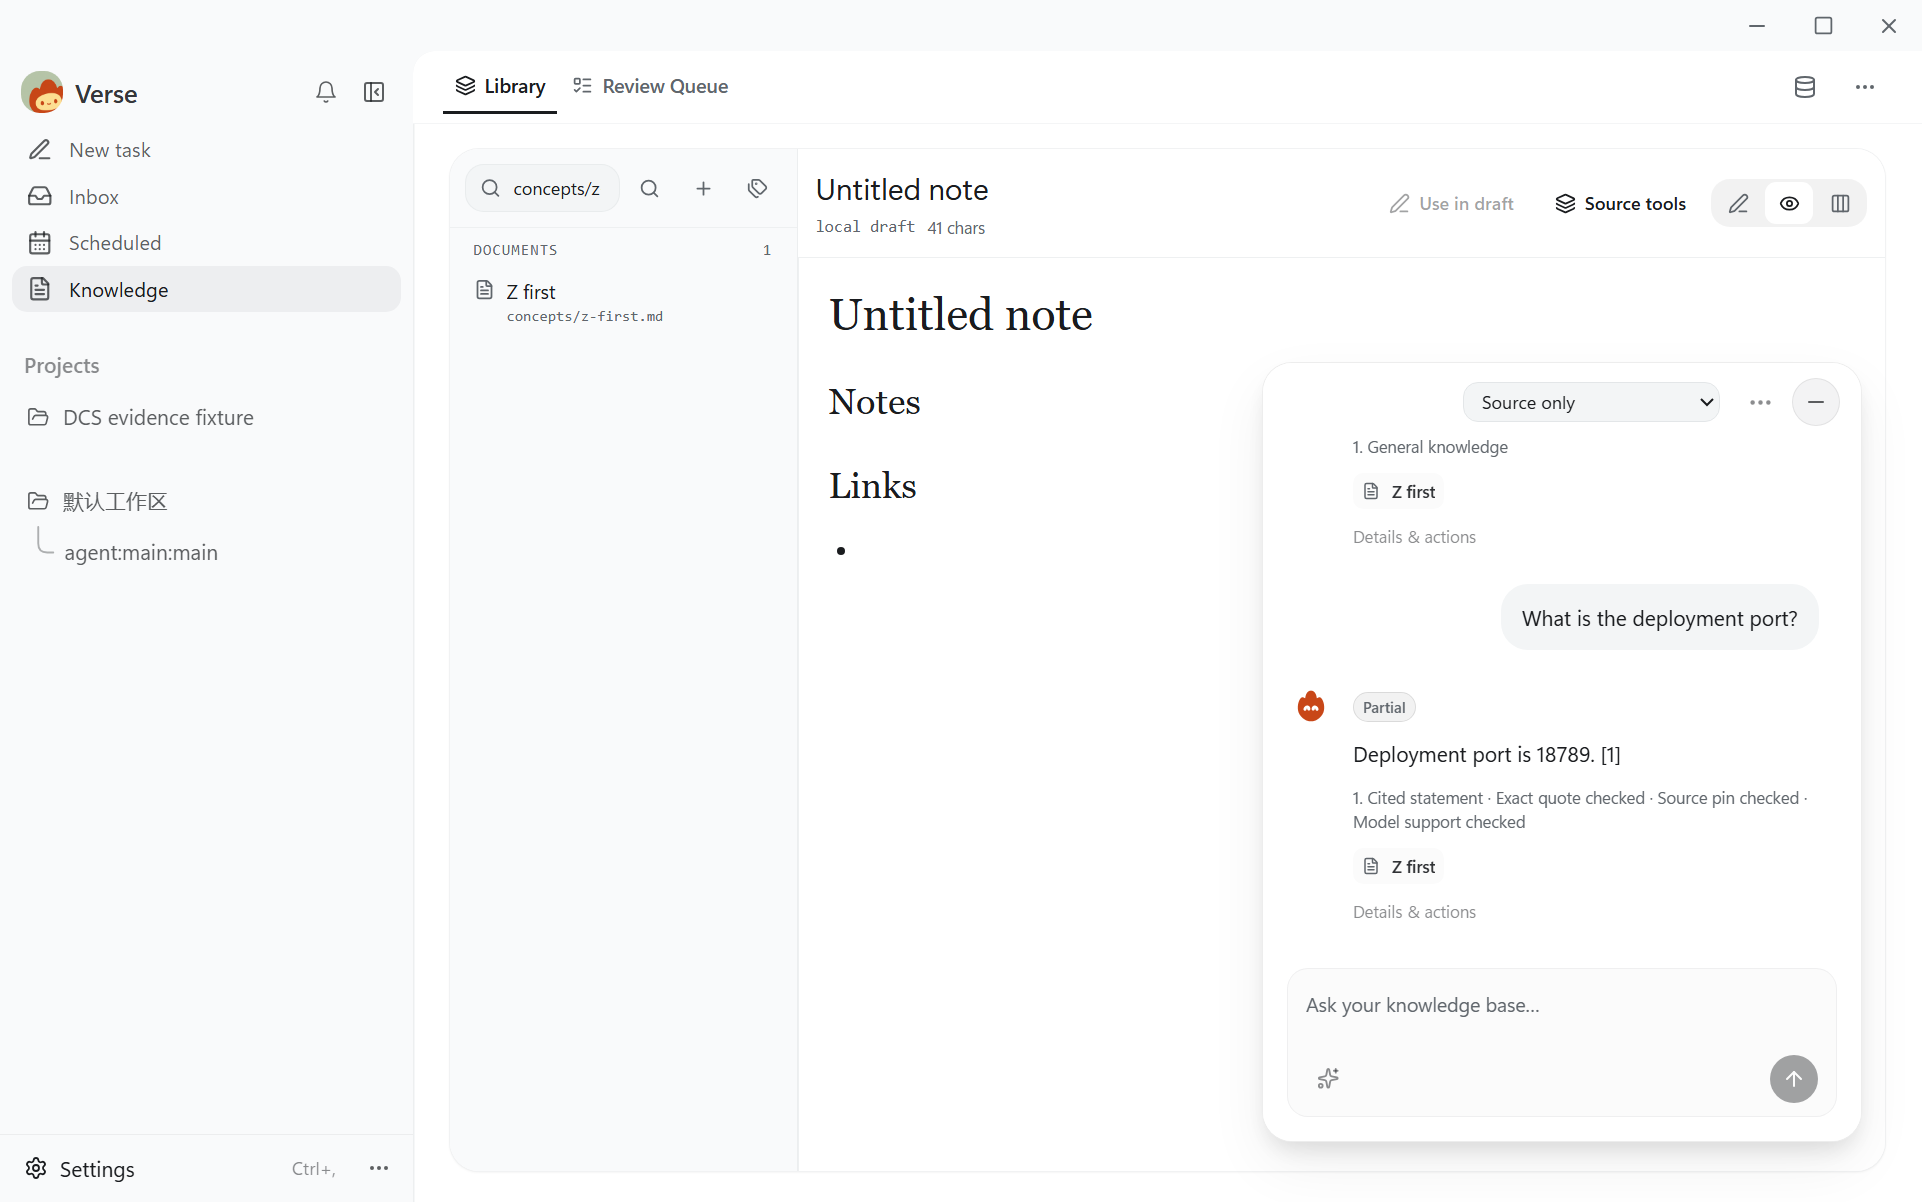 Verse
New task
Inbox
Scheduled
Knowledge
Projects
DCS evidence fixture
默认工作区
agent:main:main
Settings
Ctrl+,
Library
Review Queue
concepts/z
DOCUMENTS
1
Z first
concepts/z-first.md
Untitled note
local draft
41 chars
Use in draft
Source tools
Untitled note
Notes
Links
Source only
1. General knowledge
Z first
Details & actions
What is the deployment port?
Partial
Deployment port is 18789. [1]
1. Cited statement · Exact quote checked · Source pin checked ·
Model support checked
Z first
Details & actions
Ask your knowledge base...